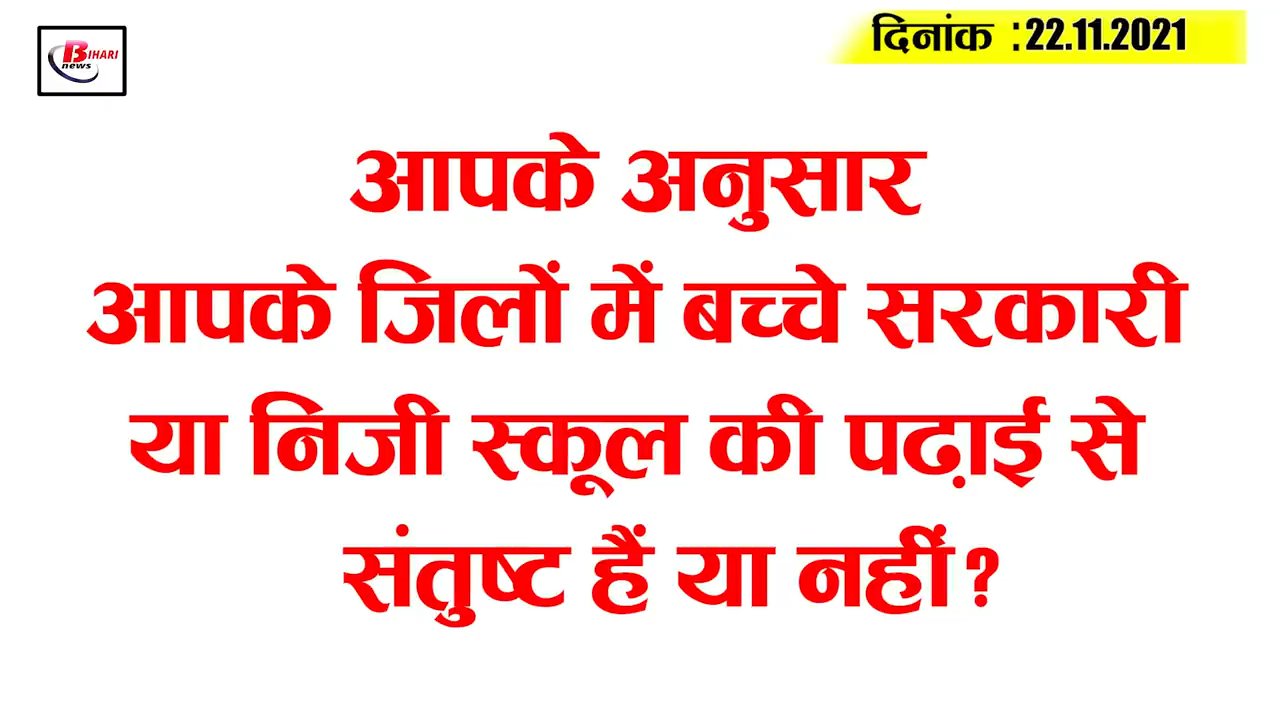 BIHARI
news
दिनांक : 22.11.2021
आपके अनुसार
आपके जिलों में बच्चे सरकारी
या निजी स्कूल की पढ़ाई से
संतुष्ट हैं या नहीं?